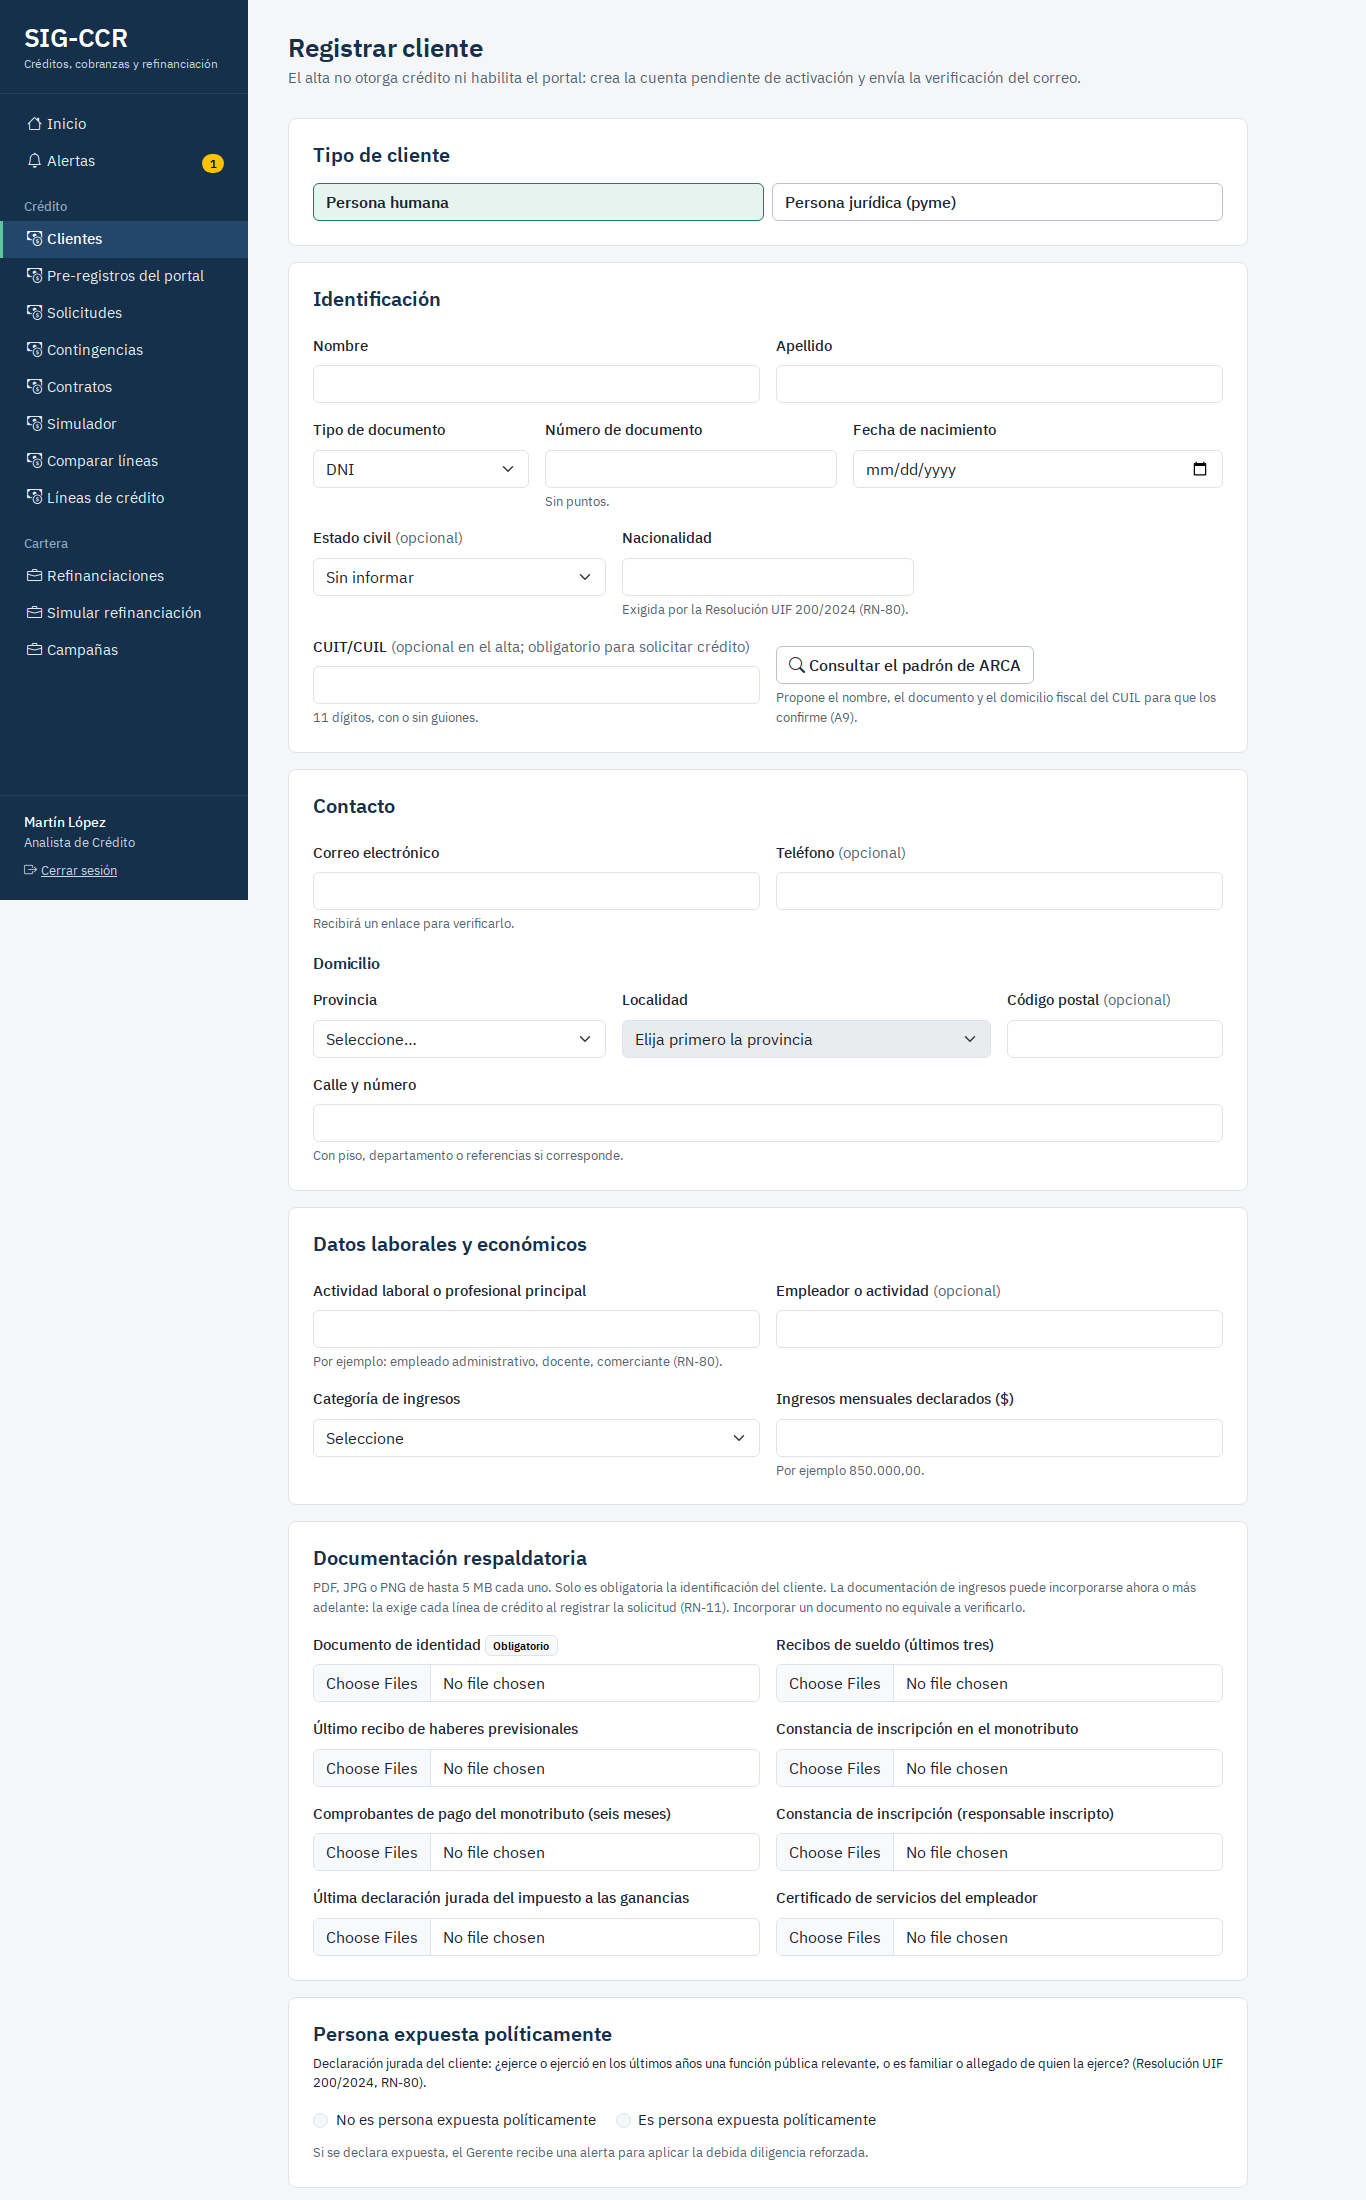 SIG-CCR
Créditos, cobranzas y refinanciación
Inicio
Alertas
1
Crédito
Clientes
Pre-registros del portal
Solicitudes
Contingencias
Contratos
Simulador
Comparar líneas
Líneas de crédito
Cartera
Refinanciaciones
Simular refinanciación
Campañas
Martín López
Analista de Crédito
Cerrar sesión
Registrar cliente
El alta no otorga crédito ni habilita el portal: crea la cuenta pendiente de activación y envía la verificación del correo.
Tipo de cliente
Persona humana
Persona jurídica (pyme)
Identificación
Nombre
Apellido
Tipo de documento
Número de documento
Fecha de nacimiento
DNI
mm/dd/yyyy
Sin puntos.
Estado civil (opcional)
Nacionalidad
Sin informar
Exigida por la Resolución UIF 200/2024 (RN-80).
CUIT/CUIL (opcional en el alta; obligatorio para solicitar crédito)
Consultar el padrón de ARCA
11 dígitos, con o sin guiones.
Propone el nombre, el documento y el domicilio fiscal del CUIL para que los
confirme (A9).
Contacto
Correo electrónico
Teléfono (opcional)
Recibirá un enlace para verificarlo.
Domicilio
Provincia
Localidad
Código postal (opcional)
Seleccione...
Elija primero la provincia
Calle y número
Con piso, departamento o referencias si corresponde.
Datos laborales y económicos
Actividad laboral o profesional principal
Empleador o actividad (opcional)
Por ejemplo: empleado administrativo, docente, comerciante (RN-80).
Categoría de ingresos
Ingresos mensuales declarados ($)
Seleccione
Por ejemplo 850.000,00.
Documentación respaldatoria
PDF, JPG o PNG de hasta 5 MB cada uno. Solo es obligatoria la identificación del cliente. La documentación de ingresos puede incorporarse ahora o más
adelante: la exige cada línea de crédito al registrar la solicitud (RN-11). Incorporar un documento no equivale a verificarlo.
Documento de identidad Obligatorio
Recibos de sueldo (últimos tres)
Choose Files No file chosen
Choose Files No file chosen
Último recibo de haberes previsionales
Constancia de inscripción en el monotributo
Choose Files No file chosen
Choose Files No file chosen
Comprobantes de pago del monotributo (seis meses)
Constancia de inscripción (responsable inscripto)
Choose Files No file chosen
Choose Files No file chosen
Última declaración jurada del impuesto a las ganancias
Certificado de servicios del empleador
Choose Files No file chosen
Choose Files No file chosen
Persona expuesta políticamente
Declaración jurada del cliente: ¿ejerce o ejerció en los últimos años una función pública relevante, o es familiar o allegado de quien la ejerce? (Resolución UIF
200/2024, RN-80).
No es persona expuesta políticamente
Es persona expuesta políticamente
Si se declara expuesta, el Gerente recibe una alerta para aplicar la debida diligencia reforzada.